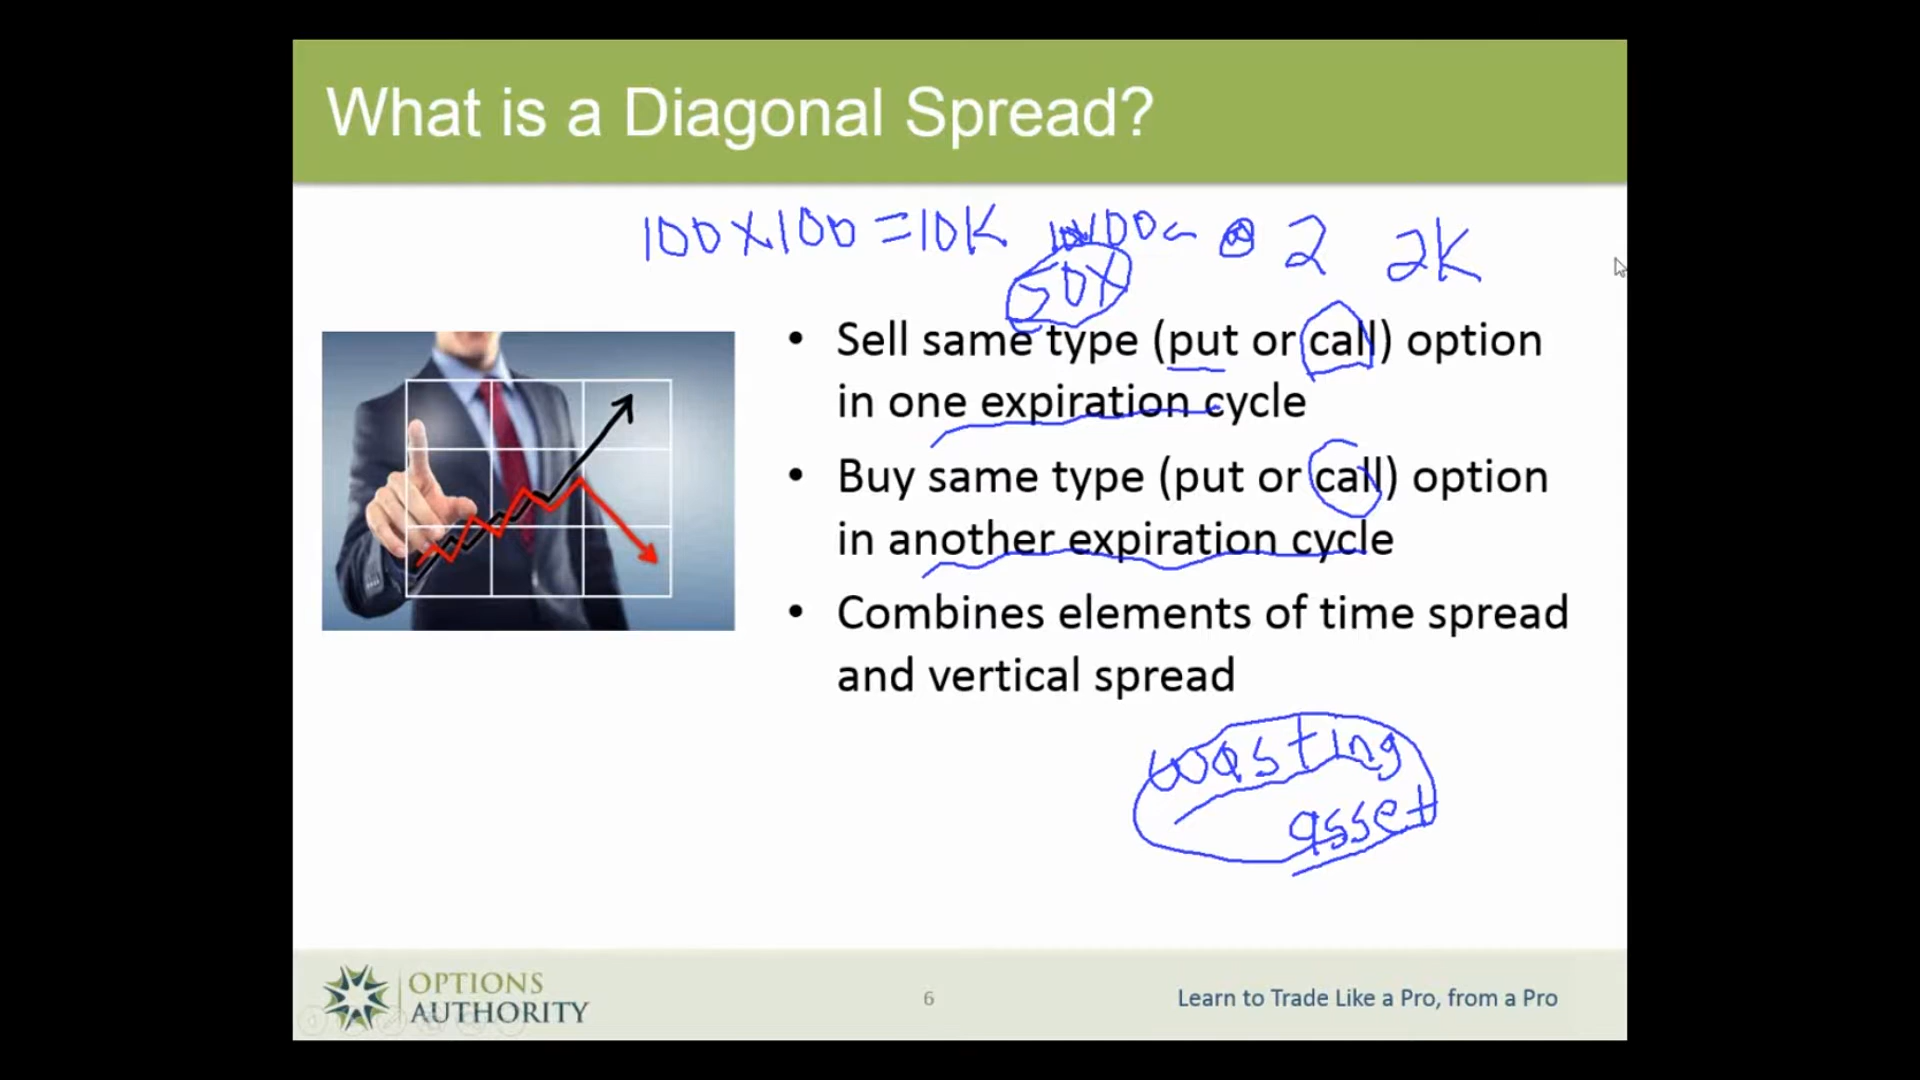 What is a Diagonal Spread?
100 X 100 = 10K 100c @ 2 2K
50X
• Sell same type (put or call) option
in one expiration cycle
• Buy same type (put or call) option
in another expiration cycle
• Combines elements of time spread
and vertical spread
wasting
asset
OPTIONS
AUTHORITY
6
Learn to Trade Like a Pro, from a Pro